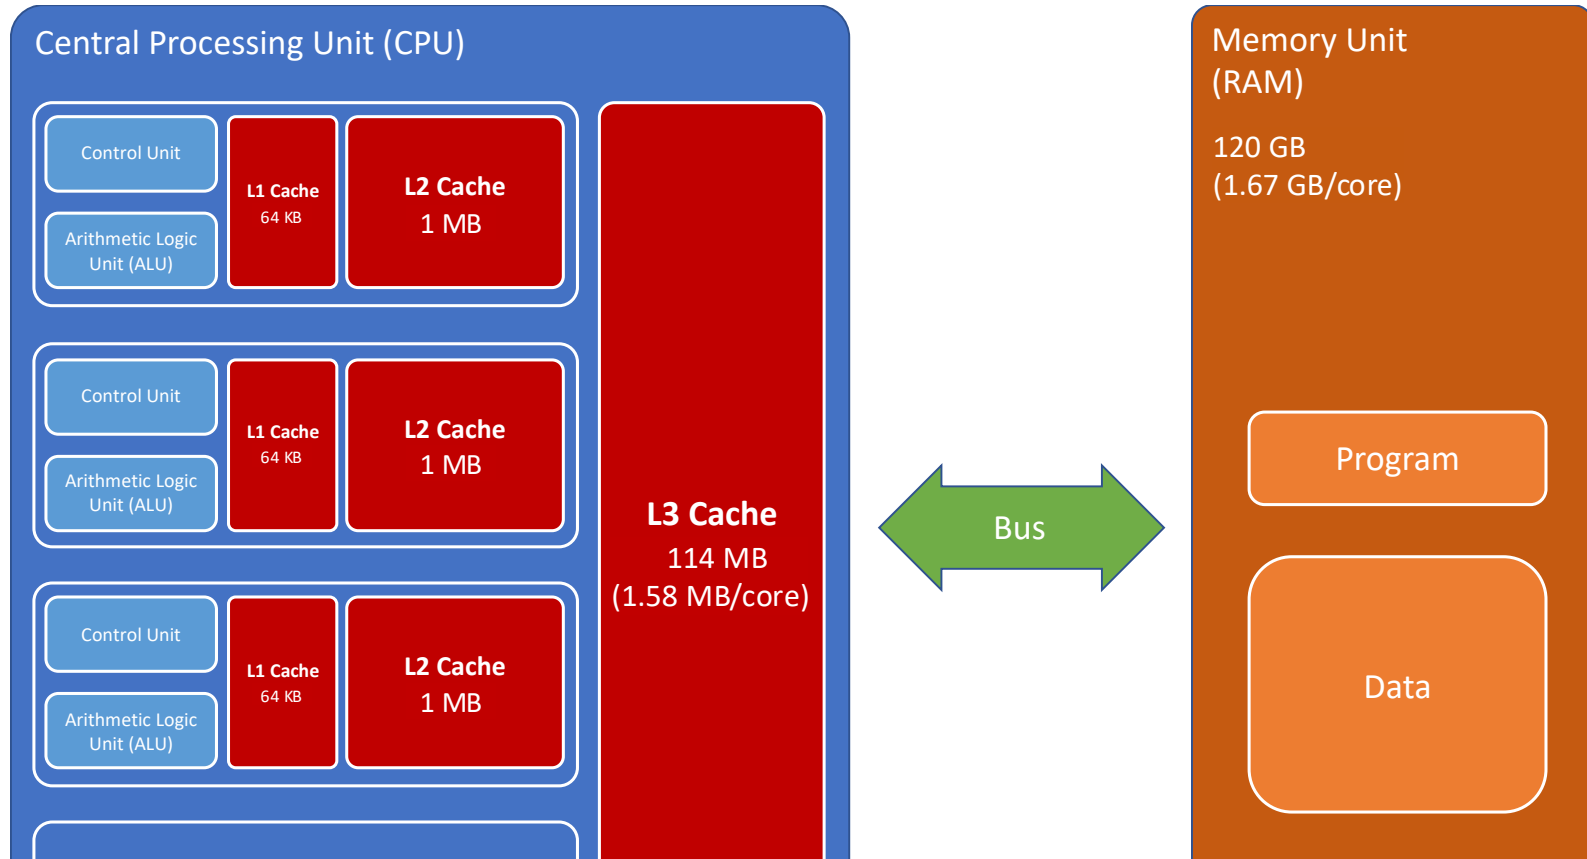 Central Processing Unit (CPU)
Control Unit
Arithmetic Logic
Unit (ALU)
L1 Cache
64 KB
L2 Cache
1 MB
Control Unit
Arithmetic Logic
Unit (ALU)
L1 Cache
64 KB
L2 Cache
1 MB
Control Unit
Arithmetic Logic
Unit (ALU)
L1 Cache
64 KB
L2 Cache
1 MB
L3 Cache
114 MB
(1.58 MB/core)
Bus
Memory Unit
(RAM)
120 GB
(1.67 GB/core)
Program
Data